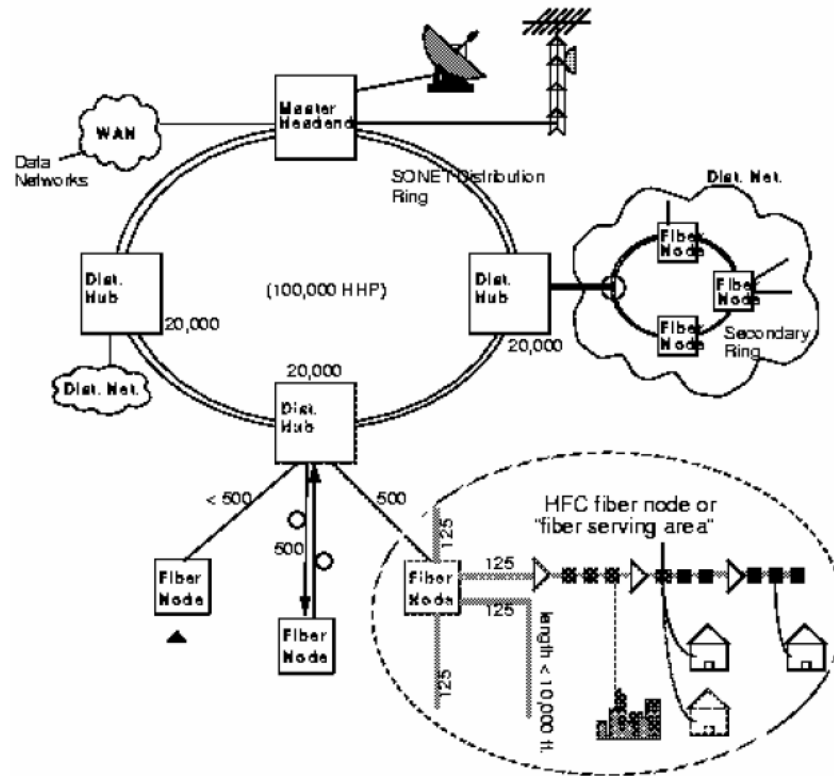 Master
Headend
WAN
Data
Networks
SONET Distribution
Ring
Dist. Net.
Fiber
Node
Fiber
Node
Fiber
Node
Secondary
Ring
Dist.
Hub
20,000
(100,000 HHP)
Dist.
Hub
20,000
Dist. Net.
20,000
Dist.
Hub
< 500
500
500
HFC fiber node or
"fiber serving area"
125
125
125
125
length < 10,000 ft.
Fiber
Node
Fiber
Node
Fiber
Node